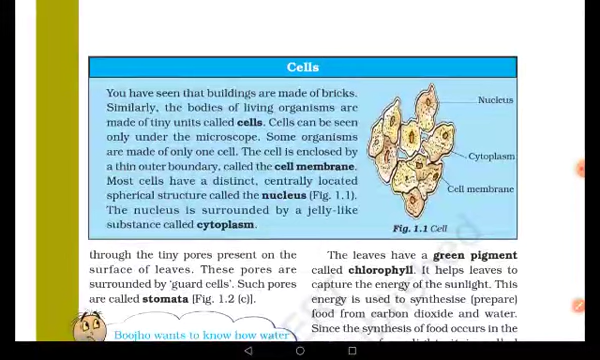 Cells
You have seen that buildings are made of bricks.
Similarly, the bodies of living organisms are
made of tiny units called cells. Cells can be seen
only under the microscope. Some organisms
are made of only one cell. The cell is enclosed by
a thin outer boundary, called the cell membrane.
Most cells have a distinct, centrally located
spherical structure called the nucleus (Fig. 1.1).
The nucleus is surrounded by a jelly-like
substance called cytoplasm.
Nucleus
Cytoplasm
Cell membrane
Fig. 1.1 Cell
through the tiny pores present on the
surface of leaves. These pores are
surrounded by 'guard cells'. Such pores
are called stomata [Fig. 1.2 (c)].
Boojho wants to know how water
The leaves have a green pigment
called chlorophyll. It helps leaves to
capture the energy of the sunlight. This
energy is used to synthesise (prepare)
food from carbon dioxide and water.
Since the synthesis of food occurs in the